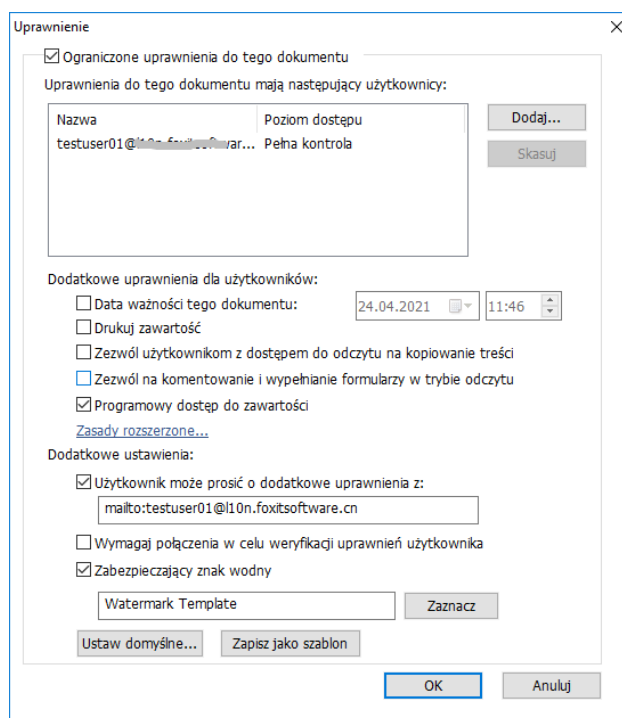 Uprawnienie
Ograniczone uprawnienia do tego dokumentu
Uprawnienia do tego dokumentu mają następujący użytkownicy:
Nazwa Poziom dostępu Dodaj...
testuser01@ Pełna kontrola
Skasuj
Dodatkowe uprawnienia dla użytkowników:
Data ważności tego dokumentu: 24.04.2021 11:46
Drukuj zawartość
Zezwól użytkownikom z dostępem do odczytu na kopiowanie treści
Zezwól na komentowanie i wypełnianie formularzy w trybie odczytu
Programowy dostęp do zawartości
Zasady rozszerzone...
Dodatkowe ustawienia:
Użytkownik może prosić o dodatkowe uprawnienia z:
mailto:testuser01@l10n.foxitsoftware.cn
Wymagaj połączenia w celu weryfikacji uprawnień użytkownika
Zabezpieczający znak wodny
Watermark Template Zaznacz
Ustaw domyślne... Zapisz jako szablon
OK Anuluj